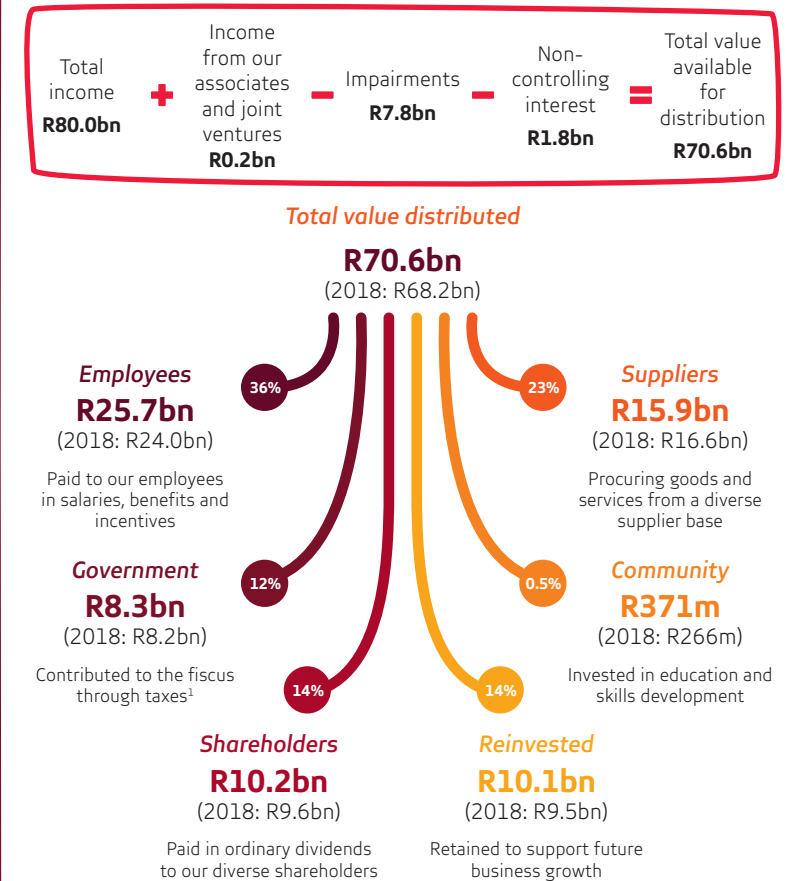 Total
income
R80.0bn
+
Income
from our
associates
and joint
ventures
R0.2bn
–
Impairments
R7.8bn
–
Non-
controlling
interest
R1.8bn
=
Total value
available
for
distribution
R70.6bn
Total value distributed
R70.6bn
(2018: R68.2bn)
Employees
R25.7bn
(2018: R24.0bn)
Paid to our employees
in salaries, benefits and
incentives
36%
23%
Suppliers
R15.9bn
(2018: R16.6bn)
Procuring goods and
services from a diverse
supplier base
Government
R8.3bn
(2018: R8.2bn)
Contributed to the fiscus
through taxes¹
12%
0.5%
Community
R371m
(2018: R266m)
Invested in education and
skills development
14%
Shareholders
R10.2bn
(2018: R9.6bn)
Paid in ordinary dividends
to our diverse shareholders
14%
Reinvested
R10.1bn
(2018: R9.5bn)
Retained to support future
business growth